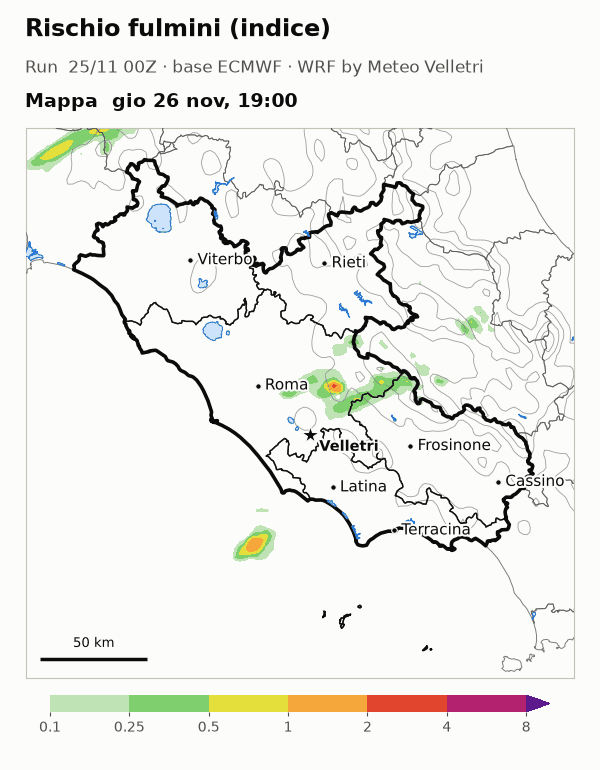 Rischio fulmini (indice)
Run  25/11 00Z · base ECMWF · WRF by Meteo Velletri
Mappa  gio 26 nov, 19:00
Viterbo
Rieti
Roma
Velletri
Frosinone
Latina
Cassino
Terracina
50 km
0.1 0.25 0.5 1 2 4 8